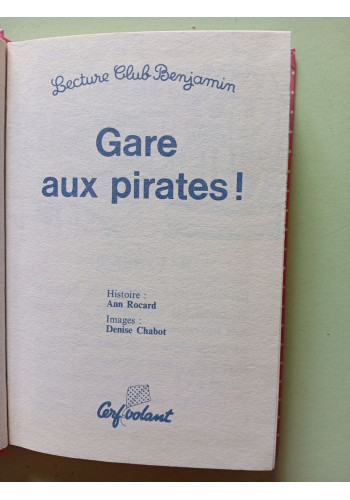 Lecture Club Benjamin
Gare
aux pirates !
Histoire :
Ann Rocard
Images :
Denise Chabot
Cerf volant